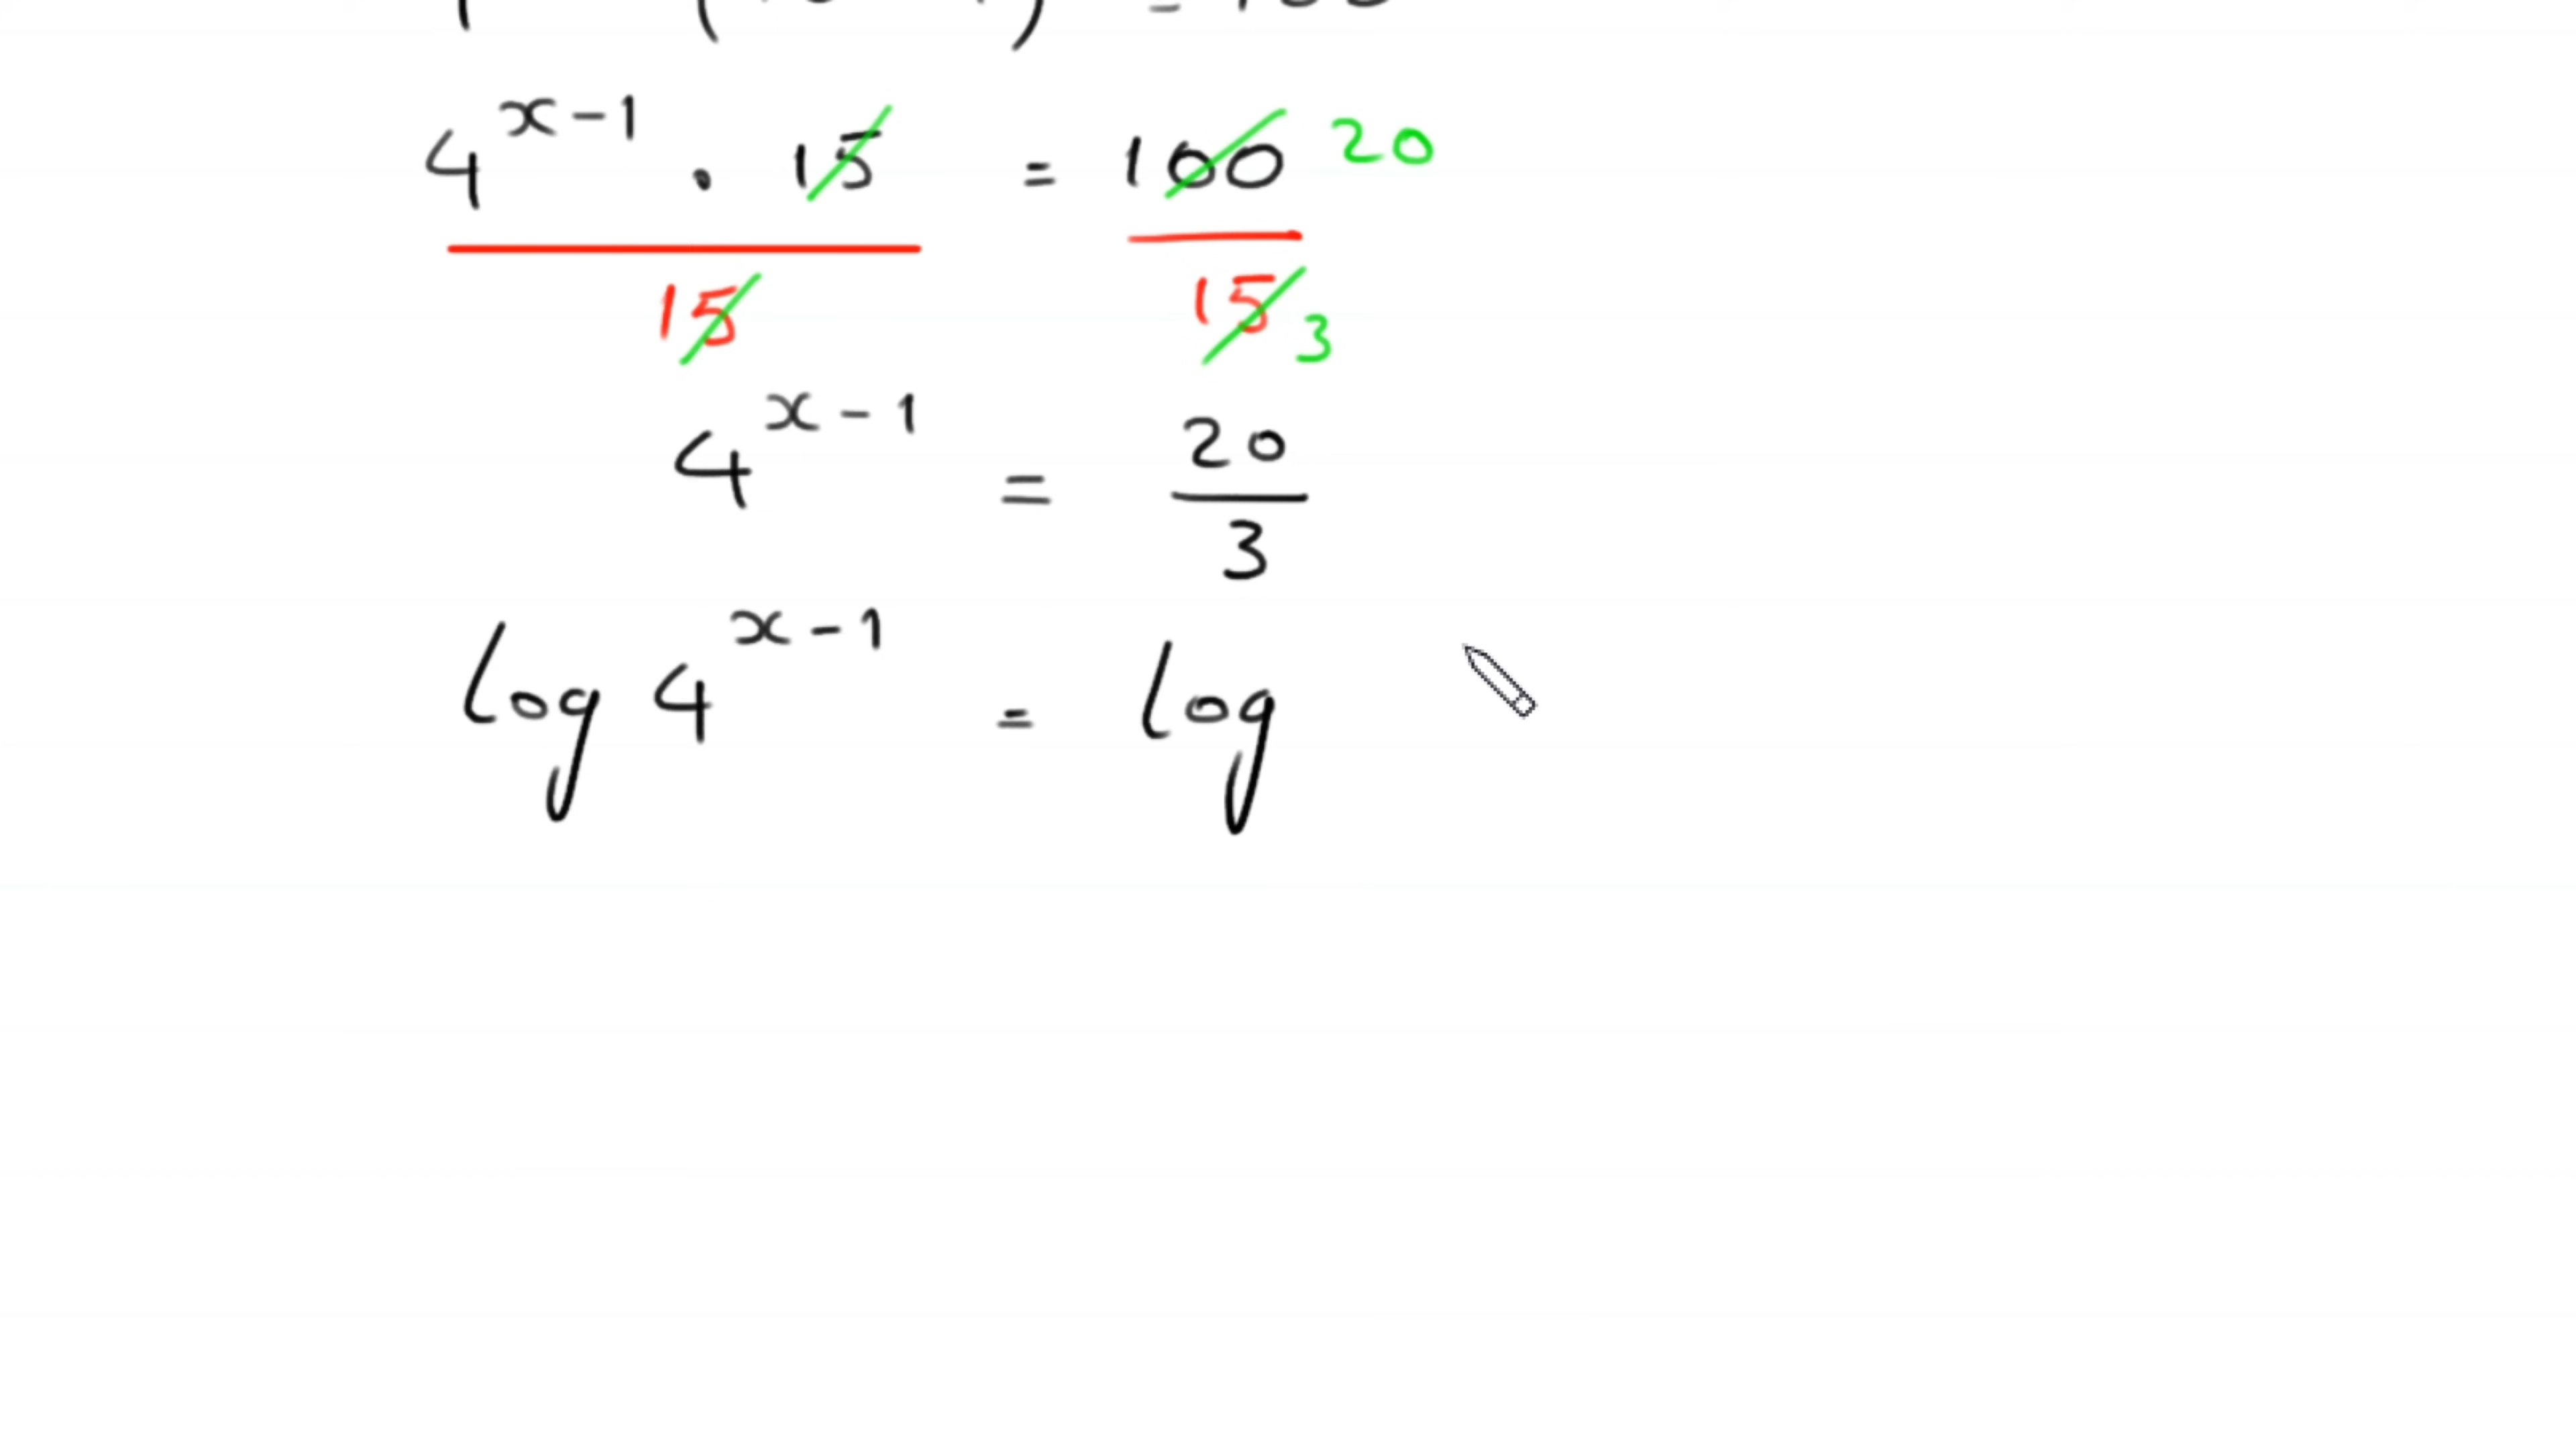 4^{x-1} · 15 = 100 20
15 15 3
4^{x-1} = 20/3
log 4^{x-1} = log